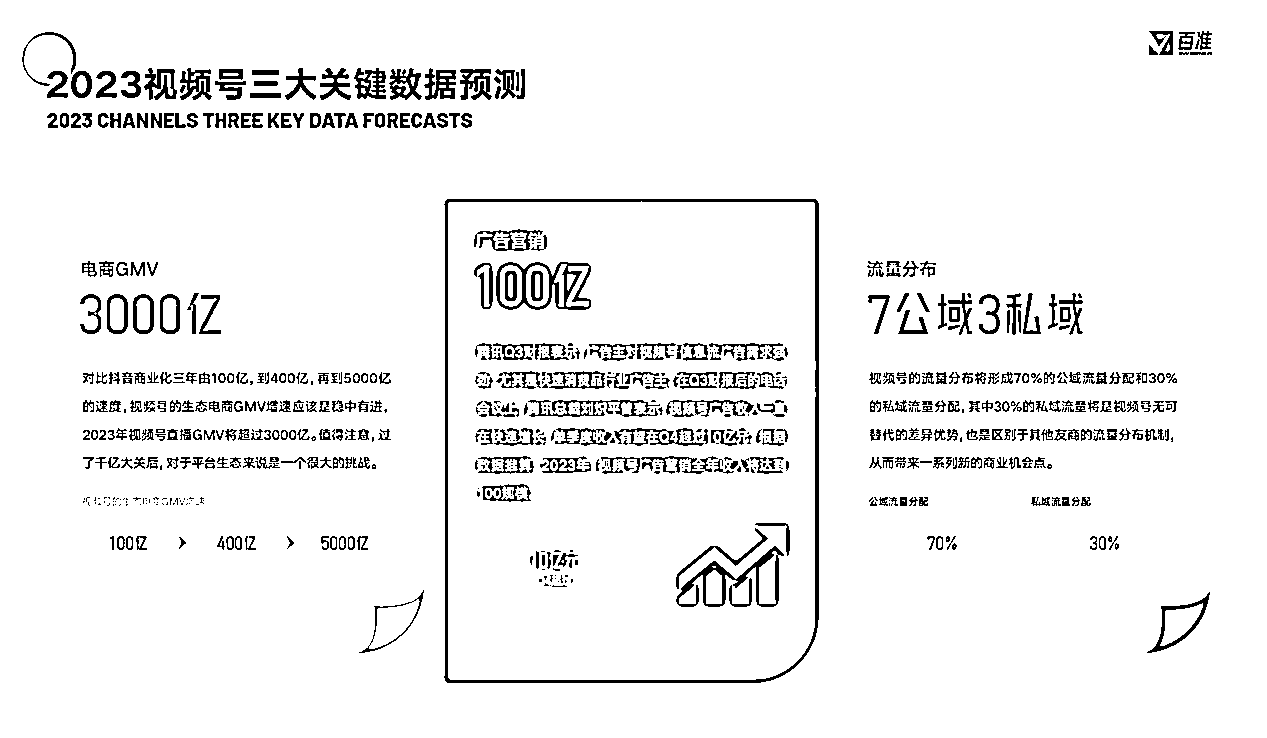 百准
2023视频号三大关键数据预测
2023 CHANNELS THREE KEY DATA FORECASTS
电商GMV
3000亿
对比抖音商业化三年由100亿，到400亿，再到5000亿
的速度，视频号的生态电商GMV增速应该是稳中有进，
2023年视频号直播GMV将超过3000亿。值得注意，过
了千亿大关后，对于平台生态来说是一个很大的挑战。
视频号的生态电商GMV增速
100亿
400亿
5000亿
广告营销
100亿
腾讯Q3财报表示，广告主对视频号信息流广告需求强
劲，尤其是快速消费品行业广告主，在Q3财报后的电话
会议上，腾讯总裁刘炽平曾表示，视频号广告收入一直
在快速增长，单季度收入有望在Q4超过10亿元，根据
数据推算，2023年，视频号广告营销全年收入将达到
100规模
10亿元
流量分布
7公域3私域
视频号的流量分布将形成70%的公域流量分配和30%
的私域流量分配，其中30%的私域流量将是视频号无可
替代的差异优势，也是区别于其他友商的流量分布机制，
从而带来一系列新的商业机会点。
公域流量分配
私域流量分配
70%
30%